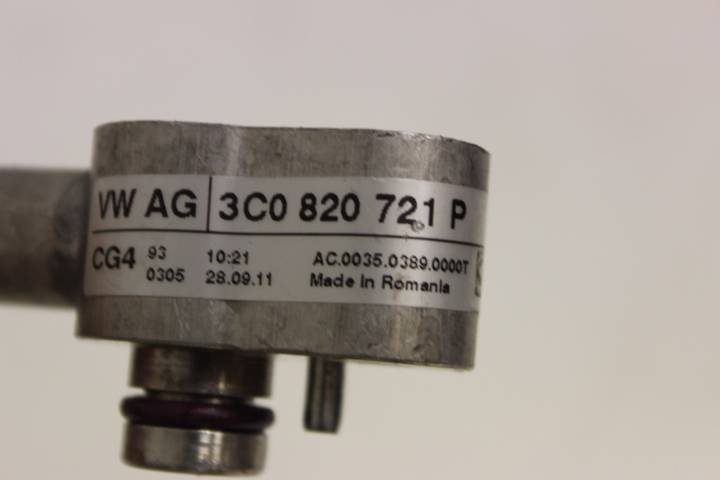 VW AG 3C0 820 721 P
CG4 93 10:21 AC.0035.0389.0000T
0305 28.09.11 Made in Romania